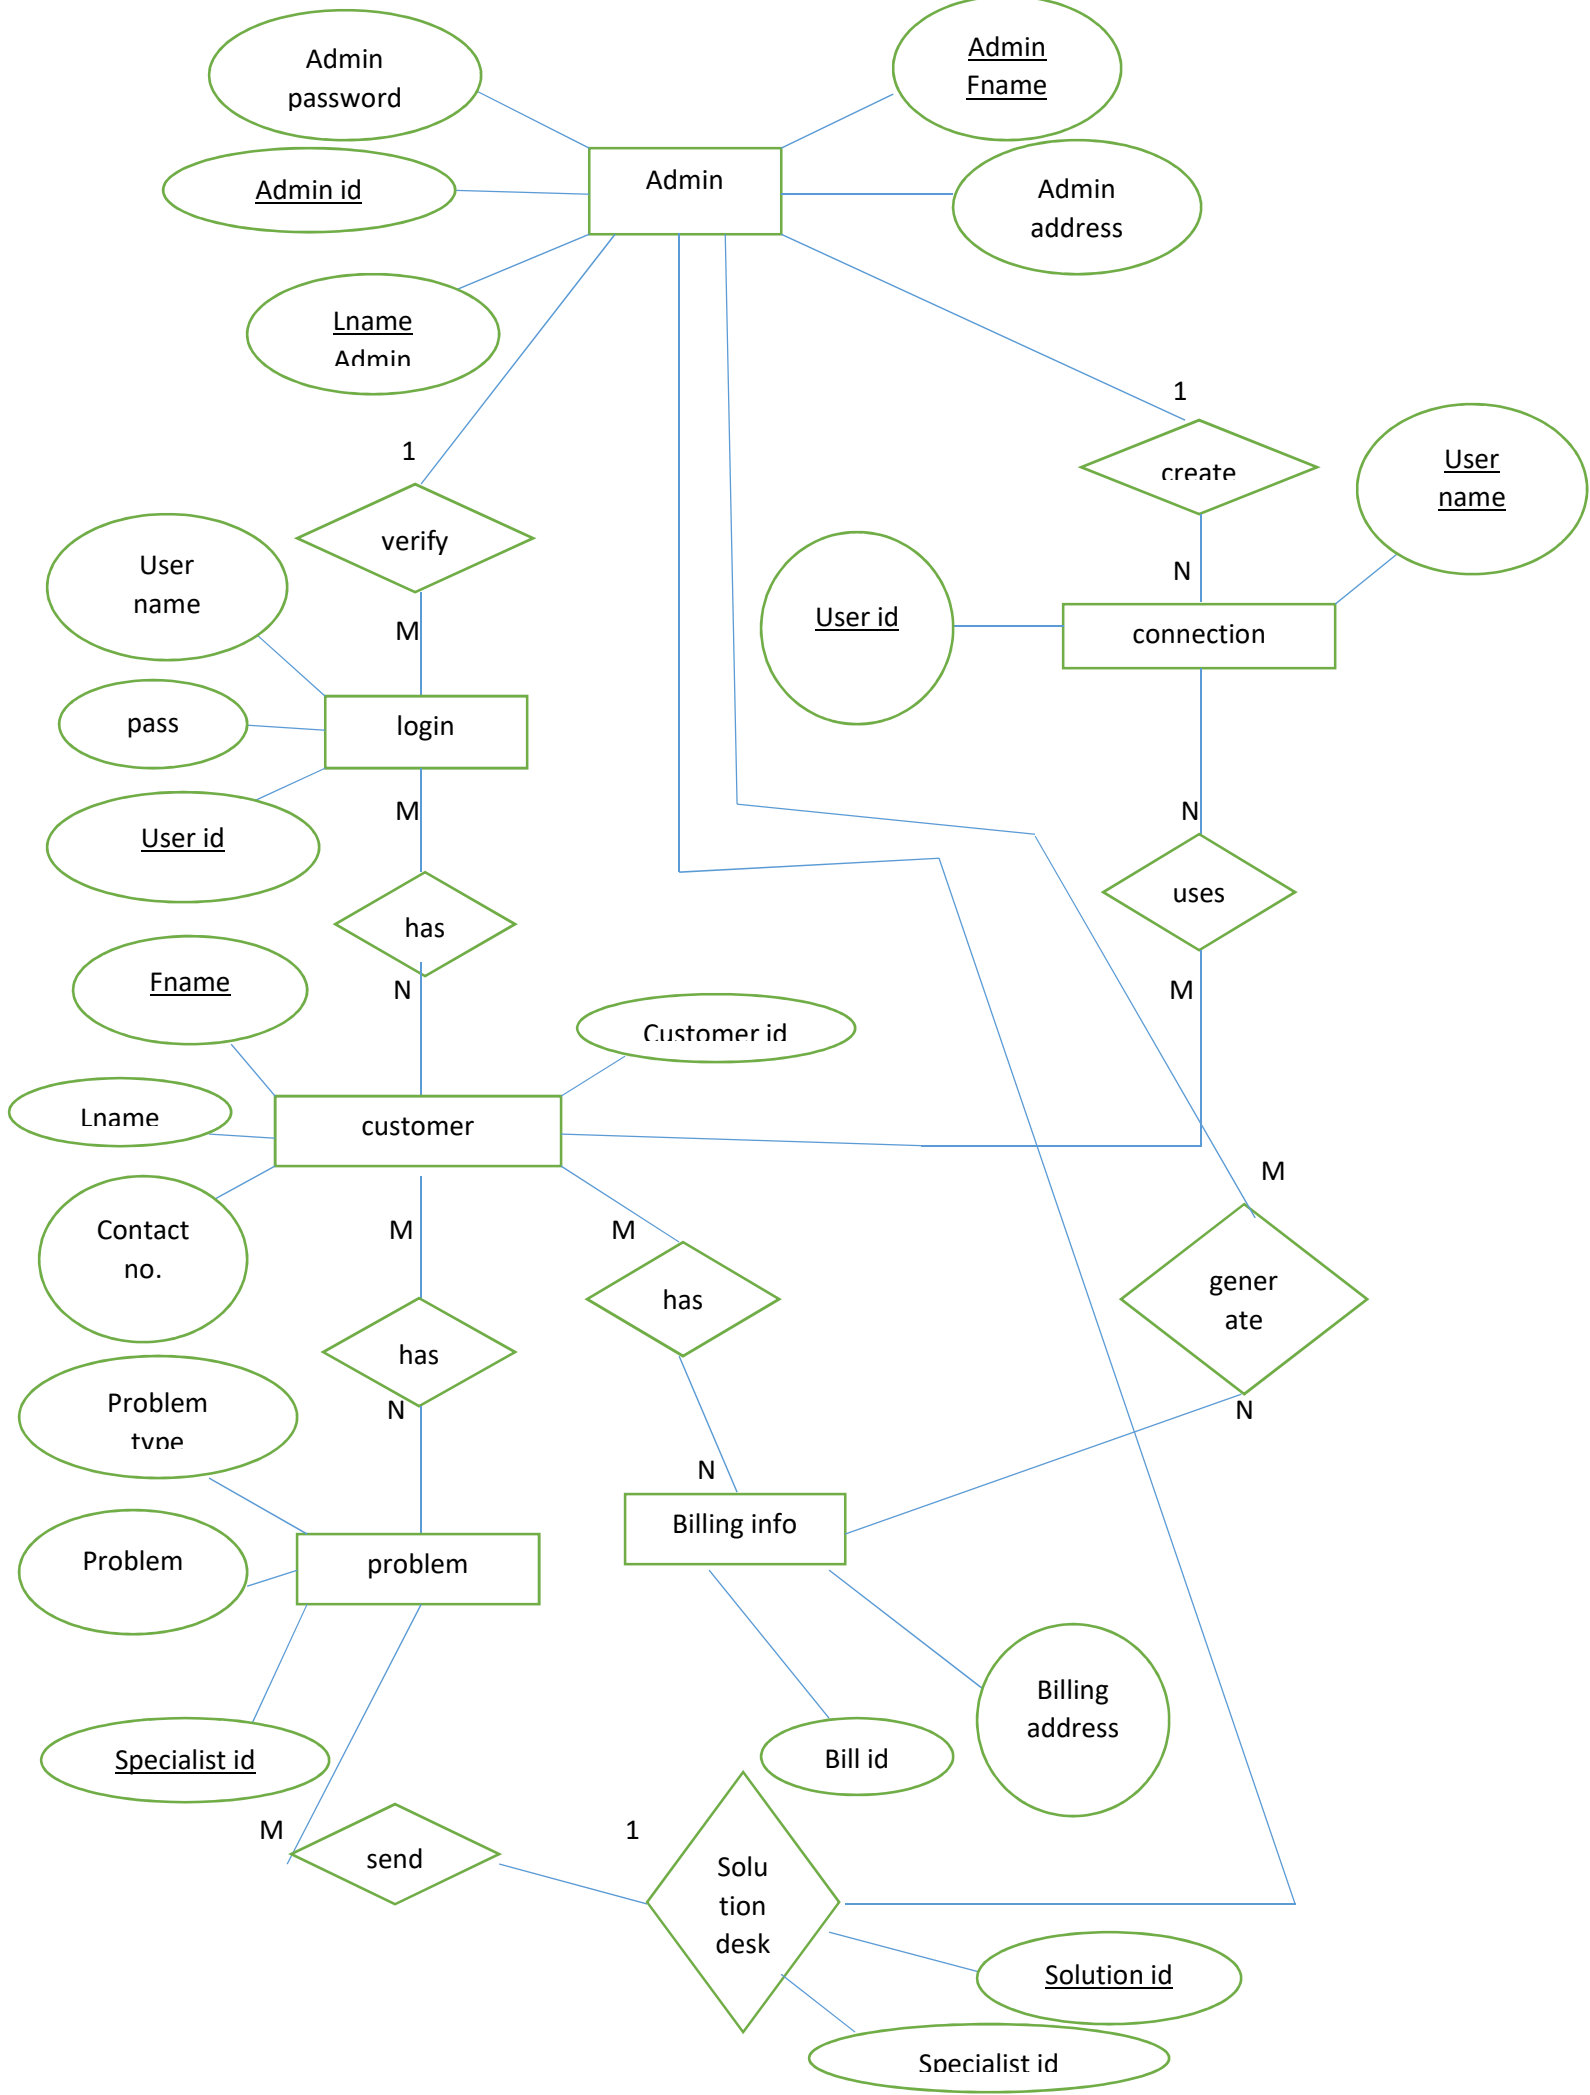 Admin
password
Admin
Fname
Admin
Admin id
Admin
address
Lname
Admin
1
1
create
User
name
verify
User
name
N
User id
connection
M
login
pass
M
N
User id
uses
has
Fname
N
M
Customer id
Lname
customer
M
Contact
no.
M
M
has
gener
ate
has
Problem
type
N
N
N
Billing info
Problem
problem
Billing
address
Specialist id
Bill id
M
1
send
Solu
tion
desk
Solution id
Specialist id